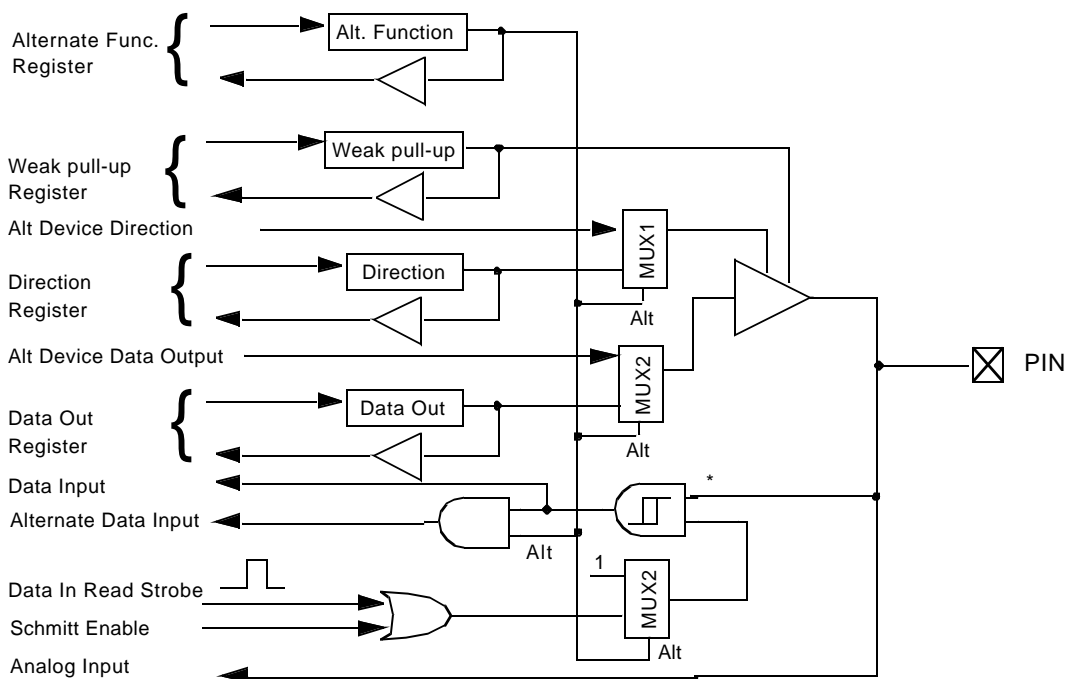 Alternate Func.
Register
Alt. Function
Weak pull-up
Register
Weak pull-up
Alt Device Direction
MUX1
Direction
Register
Direction
Alt
Alt Device Data Output
MUX2
PIN
Data Out
Register
Data Out
Alt
Data Input
*
Alternate Data Input
Alt
1
MUX2
Data In Read Strobe
Schmitt Enable
Alt
Analog Input